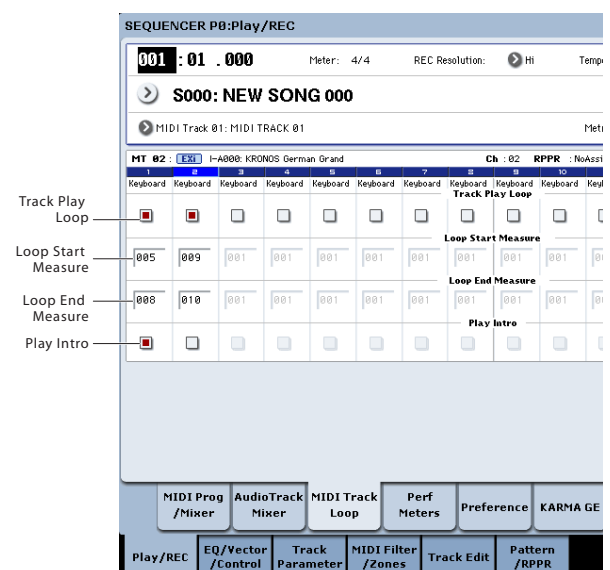 SEQUENCER P0:Play/REC
001 : 01 . 000 Meter: 4/4 REC Resolution: Hi Tempo
S000: NEW SONG 000
MIDI Track 01: MIDI TRACK 01 Metr
MT 02 : EXi I-A000: KRONOS German Grand Ch : 02 RPPR : NoAssi
1 2 3 4 5 6 7 8 9 10
Keyboard Keyboard Keyboard Keyboard Keyboard Keyboard Keyboard Keyboard Keyboard Keyboard Key
Track Play Loop
Track Play
Loop
Loop Start Measure
Loop Start
Measure
005 009 001 001 001 001 001 001 001 001
Loop End Measure
Loop End
Measure
008 010 001 001 001 001 001 001 001 001
Play Intro
Play Intro
MIDI Prog
/Mixer
AudioTrack
Mixer
MIDI Track
Loop
Perf
Meters
Preference
KARMA GE
Play/REC
EQ/Vector
/Control
Track
Parameter
MIDI Filter
/Zones
Track Edit
Pattern
/RPPR